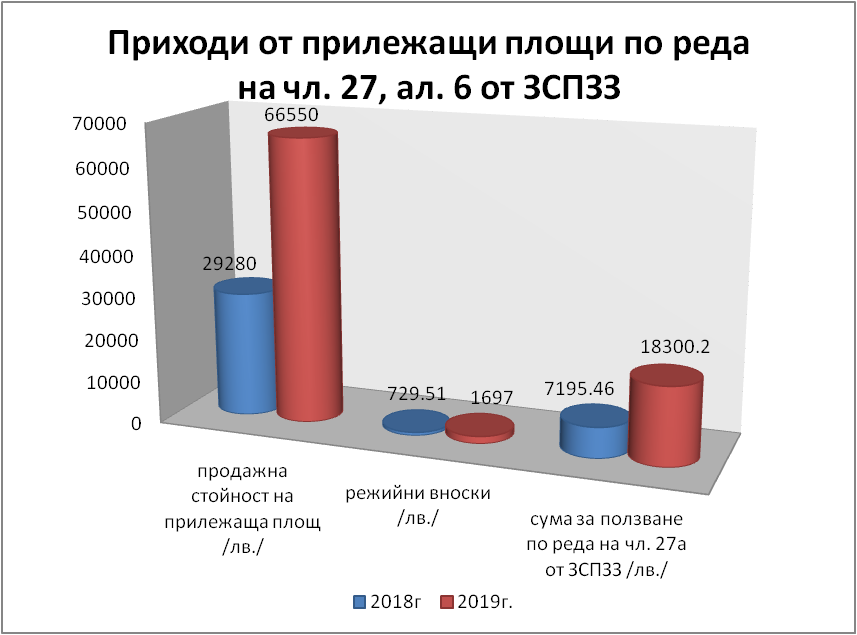 Приходи от прилежащи площи по реда
на чл. 27, ал. 6 от ЗСПЗЗ
70000
60000
50000
40000
30000
20000
10000
0
29280
66550
729.51
1697
7195.46
18300.2
продажна
стойност на
прилежаща площ
/лв./
режийни вноски
/лв./
сума за ползване
по реда на чл. 27а
от ЗСПЗЗ /лв./
2018г
2019г.